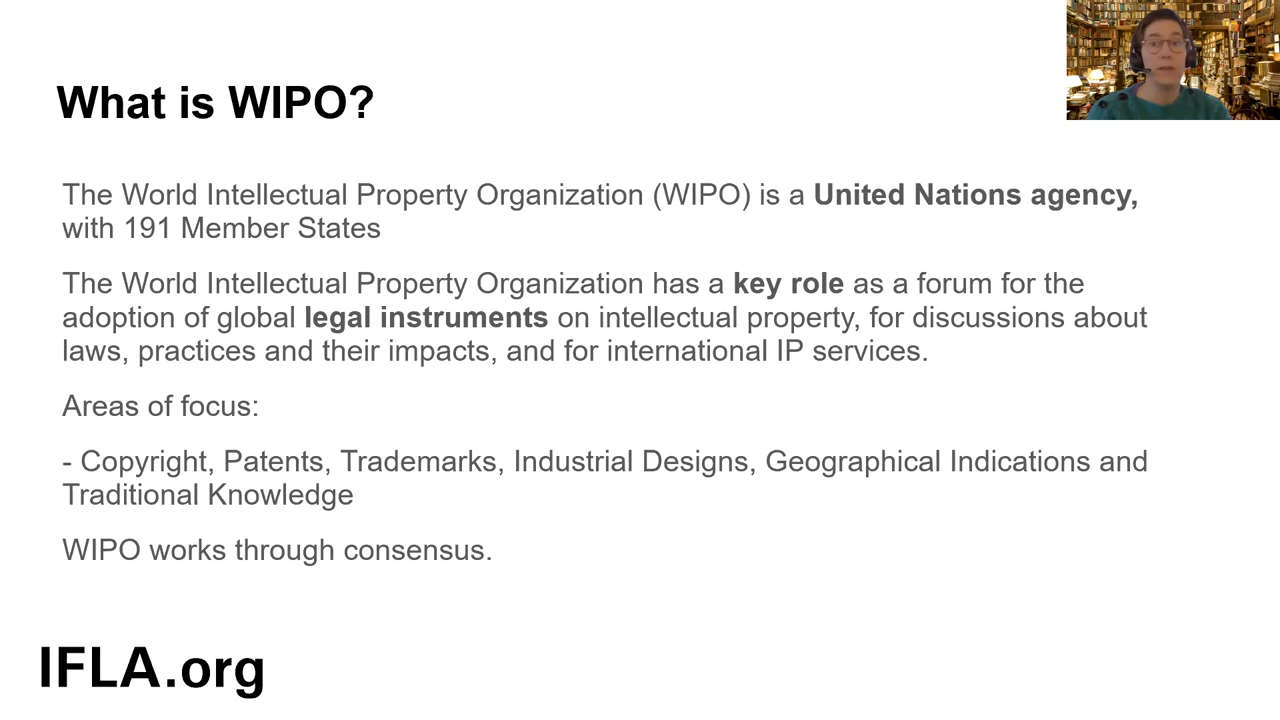 What is WIPO?
The World Intellectual Property Organization (WIPO) is a United Nations agency,
with 191 Member States
The World Intellectual Property Organization has a key role as a forum for the
adoption of global legal instruments on intellectual property, for discussions about
laws, practices and their impacts, and for international IP services.
Areas of focus:
- Copyright, Patents, Trademarks, Industrial Designs, Geographical Indications and
Traditional Knowledge
WIPO works through consensus.
IFLA.org